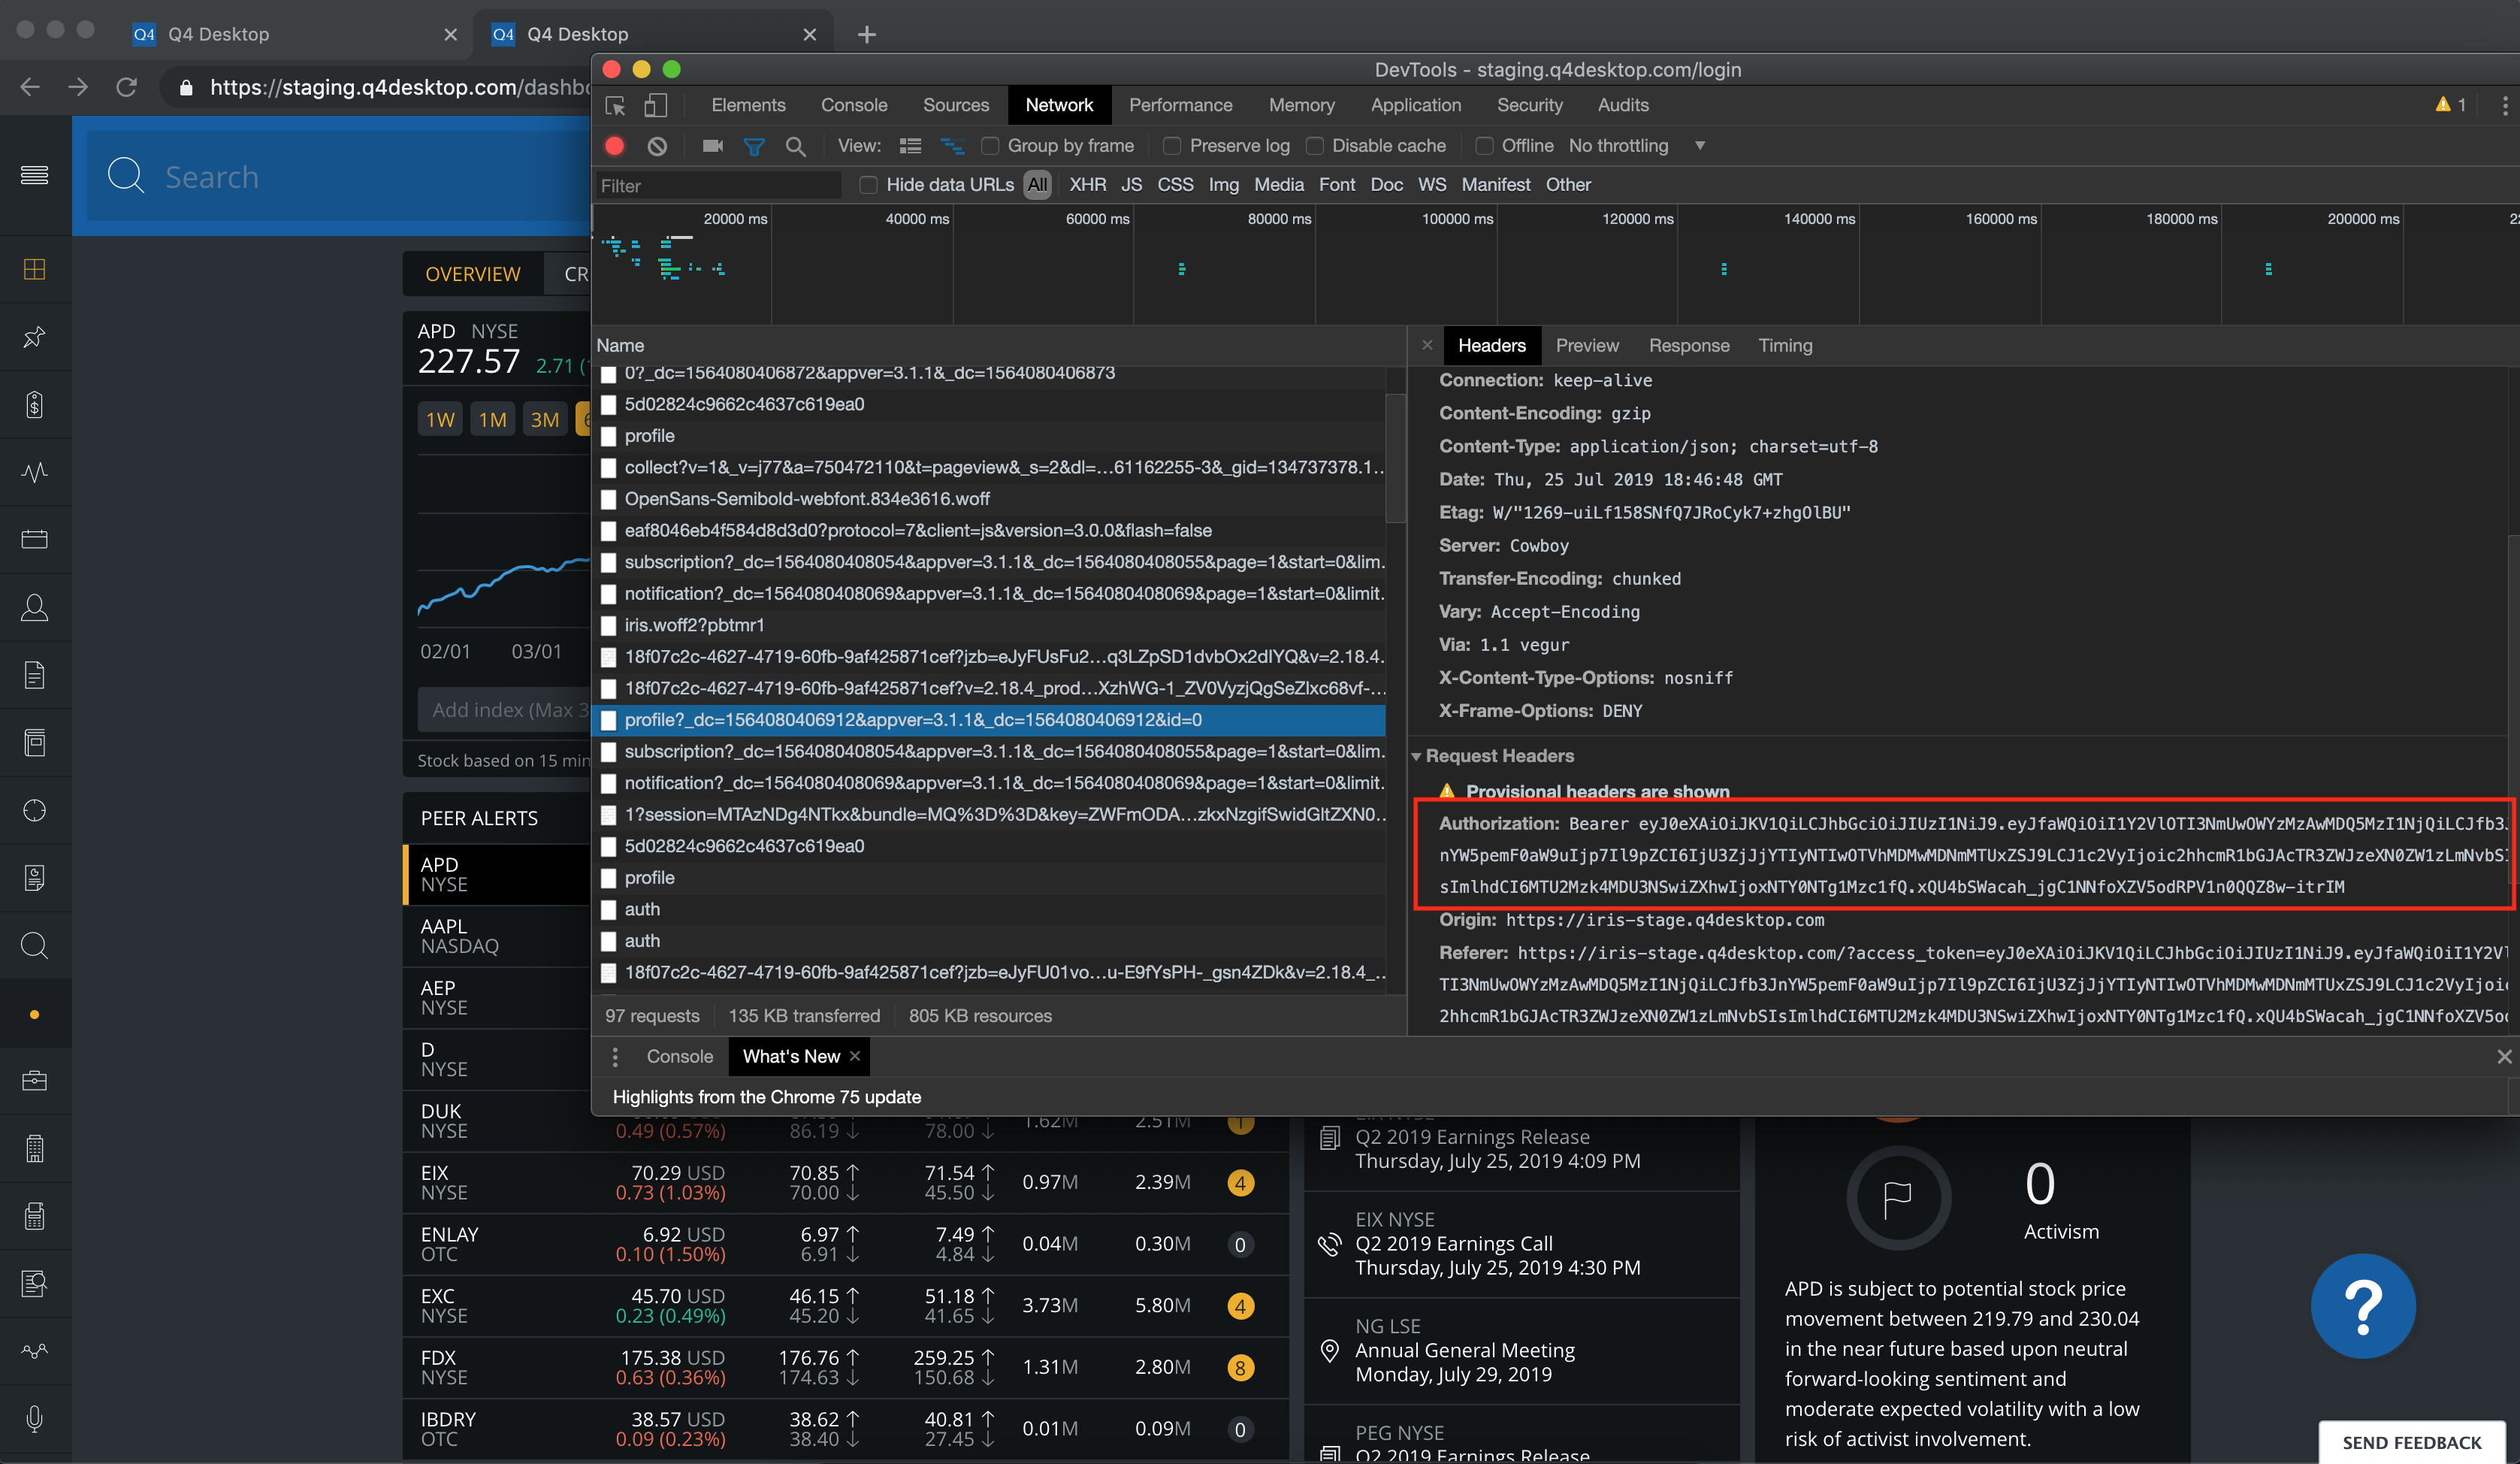 Q4 Desktop
Q4 Desktop
https://staging.q4desktop.com/dashbo
Search
OVERVIEW
CR
APD NYSE
227.57 2.71 (
1W 1M 3M
02/01 03/01
Add index (Max 3
Stock based on 15 min
PEER ALERTS
APD
NYSE
AAPL
NASDAQ
AEP
NYSE
D
NYSE
DevTools - staging.q4desktop.com/login
Elements Console Sources Network Performance Memory Application Security Audits 1
View: Group by frame Preserve log Disable cache Offline No throttling
Filter Hide data URLs All XHR JS CSS Img Media Font Doc WS Manifest Other
20000 ms 40000 ms 60000 ms 80000 ms 100000 ms 120000 ms 140000 ms 160000 ms 180000 ms 200000 ms
Name
0?_dc=1564080406872&appver=3.1.1&_dc=1564080406873
5d02824c9662c4637c619ea0
profile
collect?v=1&_v=j77&a=750472110&t=pageview&_s=2&dl=…61162255-3&_gid=134737378.1…
OpenSans-Semibold-webfont.834e3616.woff
eaf8046eb4f584d8d3d0?protocol=7&client=js&version=3.0.0&flash=false
subscription?_dc=1564080408054&appver=3.1.1&_dc=1564080408055&page=1&start=0&lim.
notification?_dc=1564080408069&appver=3.1.1&_dc=1564080408069&page=1&start=0&limit.
iris.woff2?pbtmr1
18f07c2c-4627-4719-60fb-9af425871cef?jzb=eJyFUsFu2…q3LZpSD1dvbOx2dIYQ&v=2.18.4.
18f07c2c-4627-4719-60fb-9af425871cef?v=2.18.4_prod…XzhWG-1_ZV0VyzjQgSeZlxc68vf-…
profile?_dc=1564080406912&appver=3.1.1&_dc=1564080406912&id=0
subscription?_dc=1564080408054&appver=3.1.1&_dc=1564080408055&page=1&start=0&lim.
notification?_dc=1564080408069&appver=3.1.1&_dc=1564080408069&page=1&start=0&limit.
1?session=MTAzNDg4NTkx&bundle=MQ%3D%3D&key=ZWFmODA…zkxNzgifSwidGltZXN0…
5d02824c9662c4637c619ea0
profile
auth
auth
18f07c2c-4627-4719-60fb-9af425871cef?jzb=eJyFU01vo…u-E9fYsPH-_gsn4ZDk&v=2.18.4_…
97 requests 135 KB transferred 805 KB resources
Headers Preview Response Timing
Connection: keep-alive
Content-Encoding: gzip
Content-Type: application/json; charset=utf-8
Date: Thu, 25 Jul 2019 18:46:48 GMT
Etag: W/"1269-uiLf158SNfQ7JRoCyk7+zhgOlBU"
Server: Cowboy
Transfer-Encoding: chunked
Vary: Accept-Encoding
Via: 1.1 vegur
X-Content-Type-Options: nosniff
X-Frame-Options: DENY
Request Headers
Provisional headers are shown
Authorization: Bearer eyJ0eXAiOiJKV1QiLCJhbGciOiJIUzI1NiJ9.eyJfaWQiOiI1Y2VlOTI3NmUwOWYzMzAwMDQ5MzI1NjQiLCJfb3J
nYW5pemF0aW9uIjp7Il9pZCI6IjU3ZjJjYTIyNTIwOTVhMDMwMDNmMTUxZSJ9LCJ1c2VyIjoic2hhcmR1bGJAcTR3ZWJzeXN0ZW1zLmNvbSI
sImlhdCI6MTU2Mzk4MDU3NSwiZXhwIjoxNTY0NTg1Mzc1fQ.xQU4bSWacah_jgC1NNfoXZV5odRPV1n0QQZ8w-itrIM
Origin: https://iris-stage.q4desktop.com
Referer: https://iris-stage.q4desktop.com/?access_token=eyJ0eXAiOiJKV1QiLCJhbGciOiJIUzI1NiJ9.eyJfaWQiOiI1Y2Vl
TI3NmUwOWYzMzAwMDQ5MzI1NjQiLCJfb3JnYW5pemF0aW9uIjp7Il9pZCI6IjU3ZjJjYTIyNTIwOTVhMDMwMDNmMTUxZSJ9LCJ1c2VyIjoi
2hhcmR1bGJAcTR3ZWJzeXN0ZW1zLmNvbSIsImlhdCI6MTU2Mzk4MDU3NSwiZXhwIjoxNTY0NTg1Mzc1fQ.xQU4bSWacah_jgC1NNfoXZV5od
Console What's New
Highlights from the Chrome 75 update
DUK
NYSE 0.49 (0.57%) 86.19 ↓ 78.00 ↓ 1.62M 2.51M 1
EIX 70.29 USD 70.85 ↑ 71.54 ↑ 0.97M 2.39M 4
NYSE 0.73 (1.03%) 70.00 ↓ 45.50 ↓
ENLAY 6.92 USD 6.97 ↑ 7.49 ↑ 0.04M 0.30M 0
OTC 0.10 (1.50%) 6.91 ↓ 4.84 ↓
EXC 45.70 USD 46.15 ↑ 51.18 ↑ 3.73M 5.80M 4
NYSE 0.23 (0.49%) 45.20 ↓ 41.65 ↓
FDX 175.38 USD 176.76 ↑ 259.25 ↑ 1.31M 2.80M 8
NYSE 0.63 (0.36%) 174.63 ↓ 150.68 ↓
IBDRY 38.57 USD 38.62 ↑ 40.81 ↑ 0.01M 0.09M 0
OTC 0.09 (0.23%) 38.40 ↓ 27.45 ↓
EIX NYSE
Q2 2019 Earnings Release
Thursday, July 25, 2019 4:09 PM
EIX NYSE
Q2 2019 Earnings Call
Thursday, July 25, 2019 4:30 PM
NG LSE
Annual General Meeting
Monday, July 29, 2019
PEG NYSE
Q2 2019 Earnings Release
0
Activism
APD is subject to potential stock price
movement between 219.79 and 230.04
in the near future based upon neutral
forward-looking sentiment and
moderate expected volatility with a low
risk of activist involvement.
?
SEND FEEDBACK